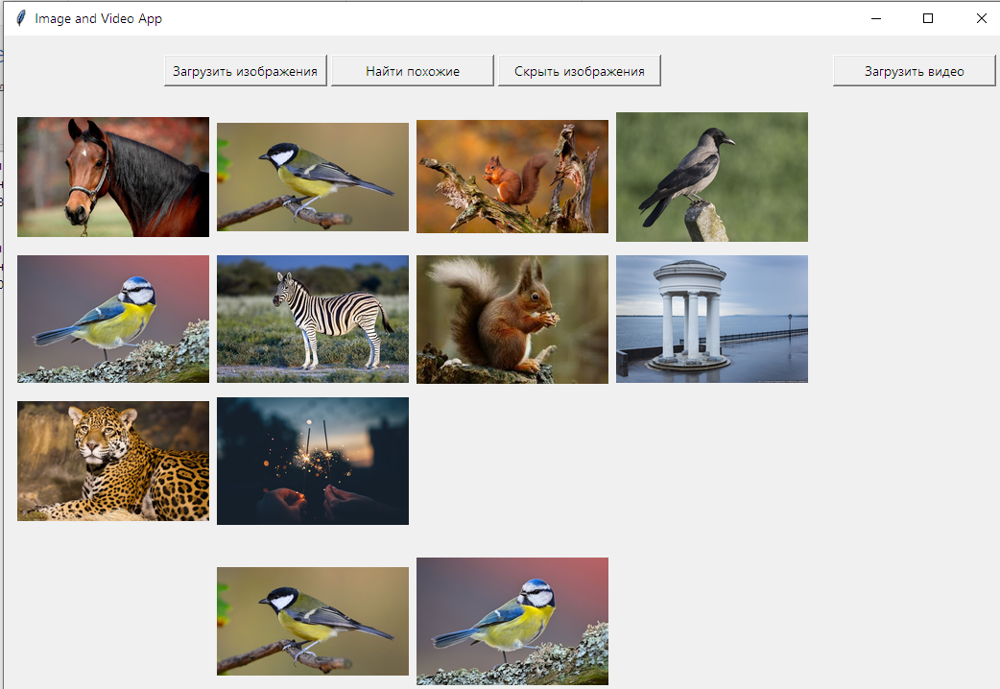 Image and Video App
Загрузить изображения
Найти похожие
Скрыть изображения
Загрузить видео